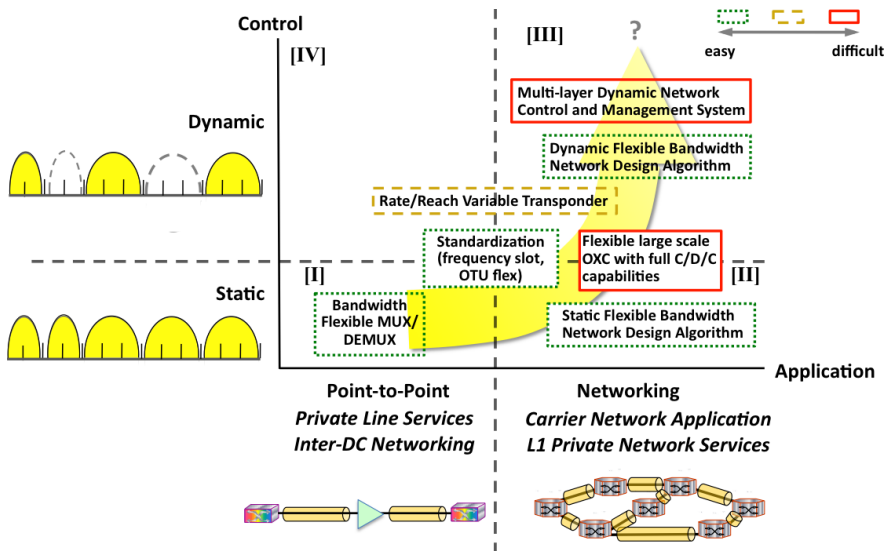 Control
[IV]
[III]
?
easy
difficult
Multi-layer Dynamic Network
Control and Management System
Dynamic
Dynamic Flexible Bandwidth
Network Design Algorithm
Rate/Reach Variable Transponder
Standardization
(frequency slot,
OTU flex)
Flexible large scale
OXC with full C/D/C
capabilities
[I]
[II]
Static
Bandwidth
Flexible MUX/
DEMUX
Static Flexible Bandwidth
Network Design Algorithm
Application
Point-to-Point
Private Line Services
Inter-DC Networking
Networking
Carrier Network Application
L1 Private Network Services